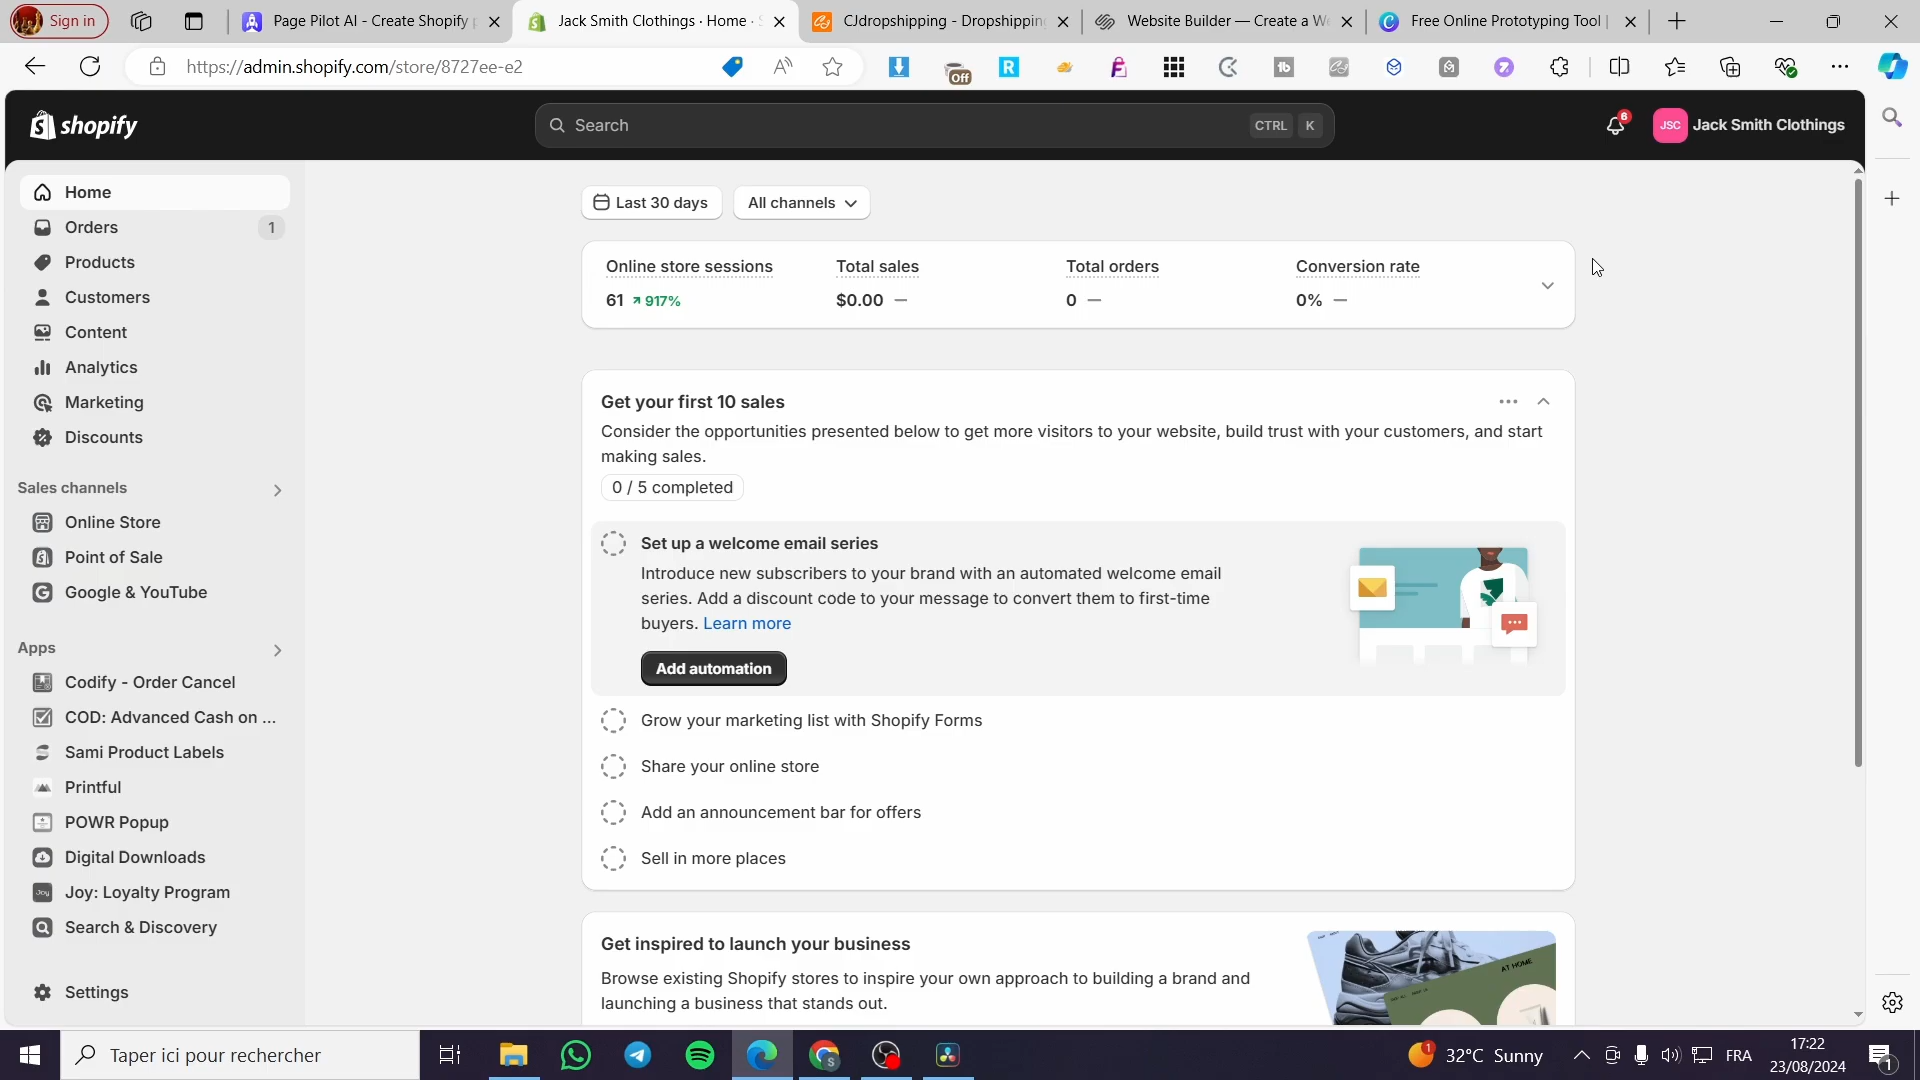 Sign in
Page Pilot AI - Create Shopify p
Jack Smith Clothings · Home · S
CJdropshipping - Dropshipping
Website Builder — Create a We
Free Online Prototyping Tool |
https://admin.shopify.com/store/8727ee-e2
Off
shopify
Search
CTRL K
6
JSC
Jack Smith Clothings
Home
Orders 1
Products
Customers
Content
Analytics
Marketing
Discounts
Sales channels
Online Store
Point of Sale
Google & YouTube
Apps
Codify - Order Cancel
COD: Advanced Cash on ...
Sami Product Labels
Printful
POWR Popup
Digital Downloads
Joy: Loyalty Program
Search & Discovery
Settings
Last 30 days
All channels
Online store sessions Total sales Total orders Conversion rate
61 917% $0.00 — 0 — 0% —
Get your first 10 sales
Consider the opportunities presented below to get more visitors to your website, build trust with your customers, and start
making sales.
0 / 5 completed
Set up a welcome email series
Introduce new subscribers to your brand with an automated welcome email
series. Add a discount code to your message to convert them to first-time
buyers. Learn more
Add automation
Grow your marketing list with Shopify Forms
Share your online store
Add an announcement bar for offers
Sell in more places
Get inspired to launch your business
Browse existing Shopify stores to inspire your own approach to building a brand and
launching a business that stands out.
AT HOME
Taper ici pour rechercher
1
32°C Sunny
FRA
17:22
23/08/2024
1